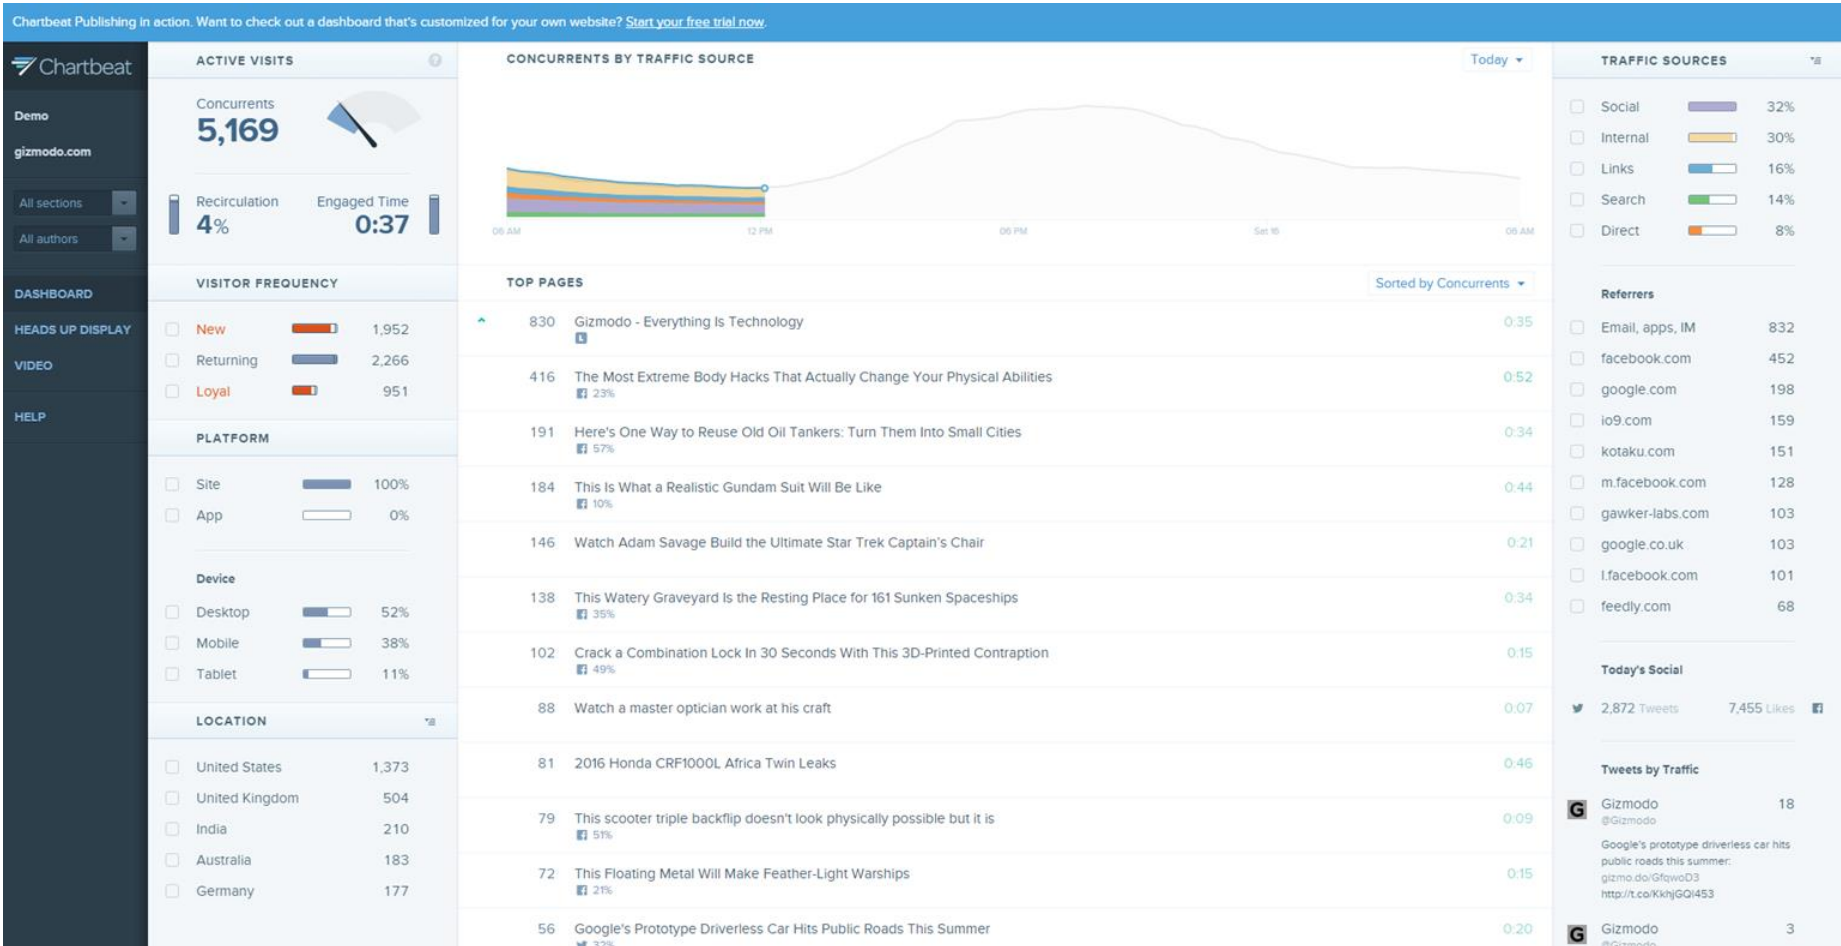 Chartbeat Publishing in action. Want to check out a dashboard that's customized for your own website? Start your free trial now.
Chartbeat
Demo
gizmodo.com
All sections
All authors
DASHBOARD
HEADS UP DISPLAY
VIDEO
HELP
ACTIVE VISITS
?
Concurrents
5,169
Recirculation
4%
Engaged Time
0:37
VISITOR FREQUENCY
New 1,952
Returning 2,266
Loyal 951
PLATFORM
Site 100%
App 0%
Device
Desktop 52%
Mobile 38%
Tablet 11%
LOCATION
United States 1,373
United Kingdom 504
India 210
Australia 183
Germany 177
CONCURRENTS BY TRAFFIC SOURCE
Today
06 AM 12 PM 06 PM Sat 16 06 AM
TOP PAGES
Sorted by Concurrents
830 Gizmodo - Everything Is Technology 0:35
L
416 The Most Extreme Body Hacks That Actually Change Your Physical Abilities 0:52
23%
191 Here's One Way to Reuse Old Oil Tankers: Turn Them Into Small Cities 0:34
57%
184 This Is What a Realistic Gundam Suit Will Be Like 0:44
10%
146 Watch Adam Savage Build the Ultimate Star Trek Captain's Chair 0:21
138 This Watery Graveyard Is the Resting Place for 161 Sunken Spaceships 0:34
35%
102 Crack a Combination Lock In 30 Seconds With This 3D-Printed Contraption 0:15
49%
88 Watch a master optician work at his craft 0:07
81 2016 Honda CRF1000L Africa Twin Leaks 0:46
79 This scooter triple backflip doesn't look physically possible but it is 0:09
51%
72 This Floating Metal Will Make Feather-Light Warships 0:15
21%
56 Google's Prototype Driverless Car Hits Public Roads This Summer 0:20
32%
TRAFFIC SOURCES
Social 32%
Internal 30%
Links 16%
Search 14%
Direct 8%
Referrers
Email, apps, IM 832
facebook.com 452
google.com 198
io9.com 159
kotaku.com 151
m.facebook.com 128
gawker-labs.com 103
google.co.uk 103
l.facebook.com 101
feedly.com 68
Today's Social
2,872 Tweets 7,455 Likes
Tweets by Traffic
G
Gizmodo 18
@Gizmodo
Google's prototype driverless car hits
public roads this summer:
gizmo.do/GfqwoD3
http://t.co/KkhjGQl453
G
Gizmodo 3
@Gizmodo